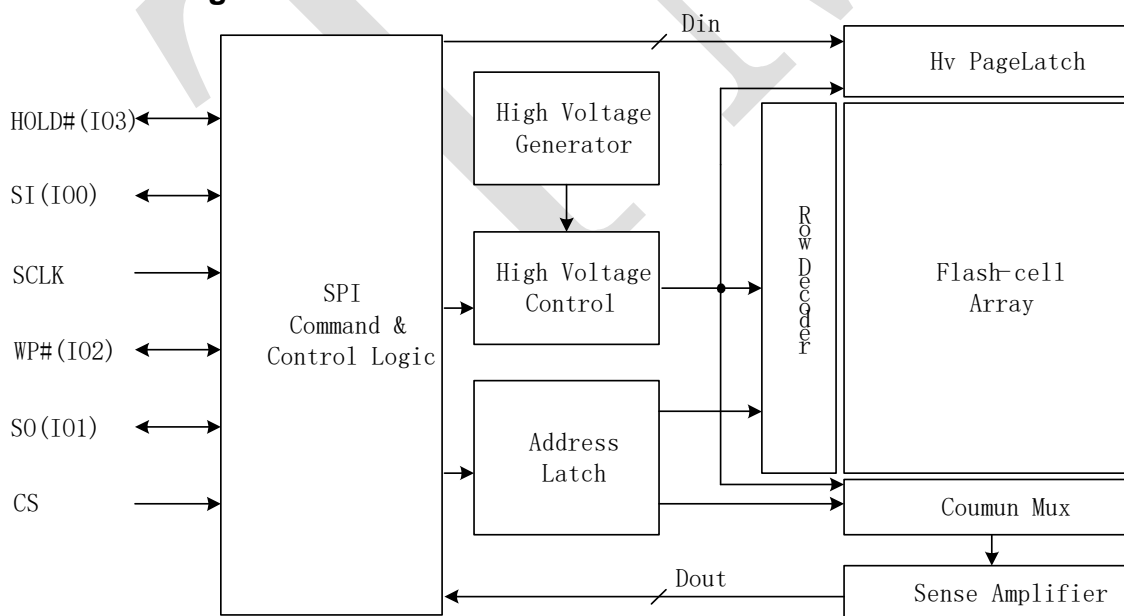 Din
Hv PageLatch
HOLD#(IO3)
High Voltage
Generator
SI(IO0)
Row Decoder
SCLK
High Voltage
Control
SPI
Command &
Control Logic
Flash-cell
Array
WP#(IO2)
SO(IO1)
Address
Latch
CS
Coumun Mux
Dout
Sense Amplifier